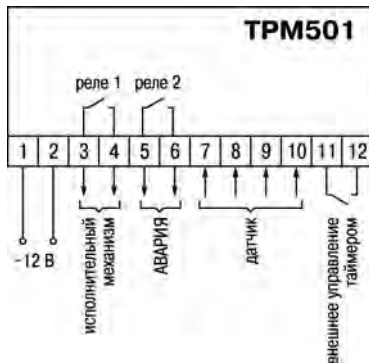 ТРМ501
реле 1 реле 2
1 2 3 4 5 6 7 8 9 10 11 12
~12 В
исполнительный
механизм
АВАРИЯ
датчик
внешнее управление
таймером